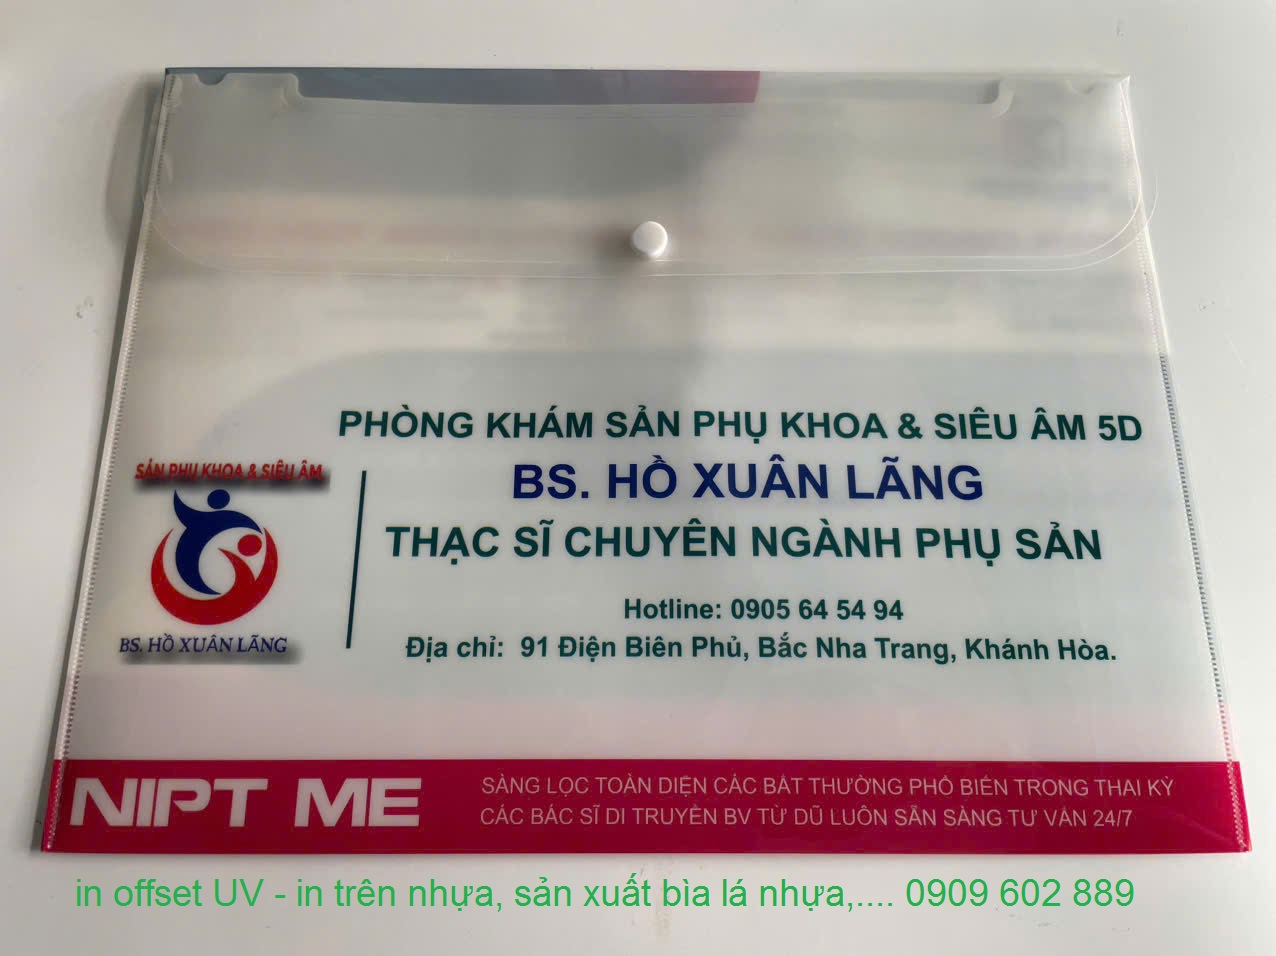 PHÒNG KHÁM SẢN PHỤ KHOA & SIÊU ÂM 5D
BS. HỒ XUÂN LÃNG
THẠC SĨ CHUYÊN NGÀNH PHỤ SẢN
SẢN PHỤ KHOA & SIÊU ÂM
BS. HỒ XUÂN LÃNG
Hotline: 0905 64 54 94
Địa chỉ: 91 Điện Biên Phủ, Bắc Nha Trang, Khánh Hòa.
NIPT ME
SÀNG LỌC TOÀN DIỆN CÁC BẤT THƯỜNG PHỔ BIẾN TRONG THAI KỲ
CÁC BÁC SĨ DI TRUYỀN BV TỪ DŨ LUÔN SẴN SÀNG TƯ VẤN 24/7
in offset UV - in trên nhựa, sản xuất bìa lá nhựa,.... 0909 602 889